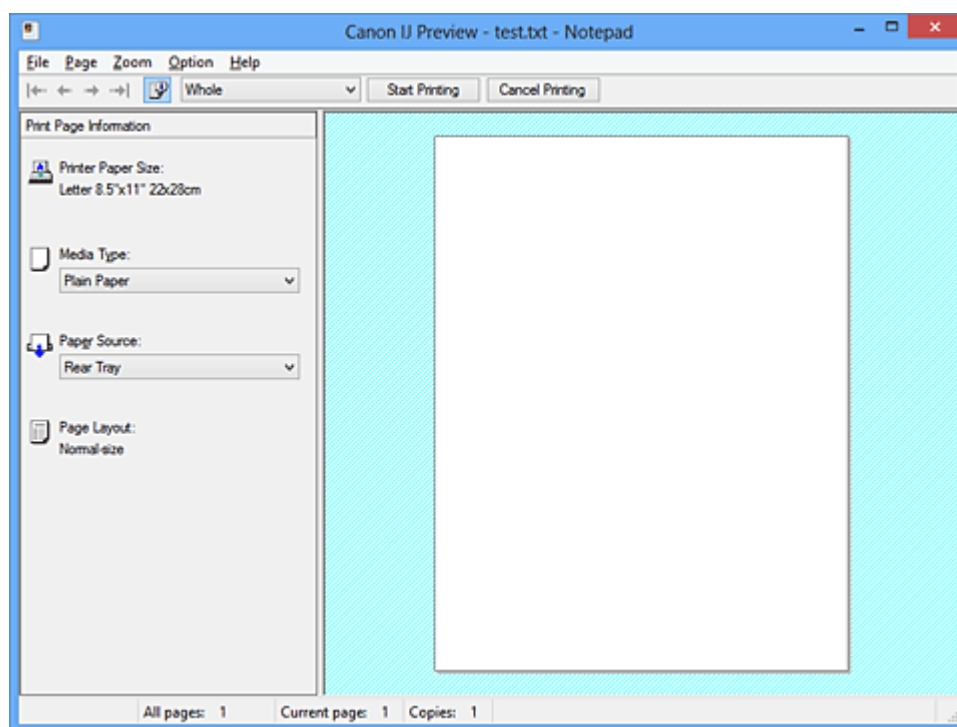 Canon IJ Preview - test.txt - Notepad
File Page Zoom Option Help
Whole Start Printing Cancel Printing
Print Page Information
Printer Paper Size:
Letter 8.5"x11" 22x28cm
Media Type:
Plain Paper
Paper Source:
Rear Tray
Page Layout:
Normal-size
All pages: 1 Current page: 1 Copies: 1